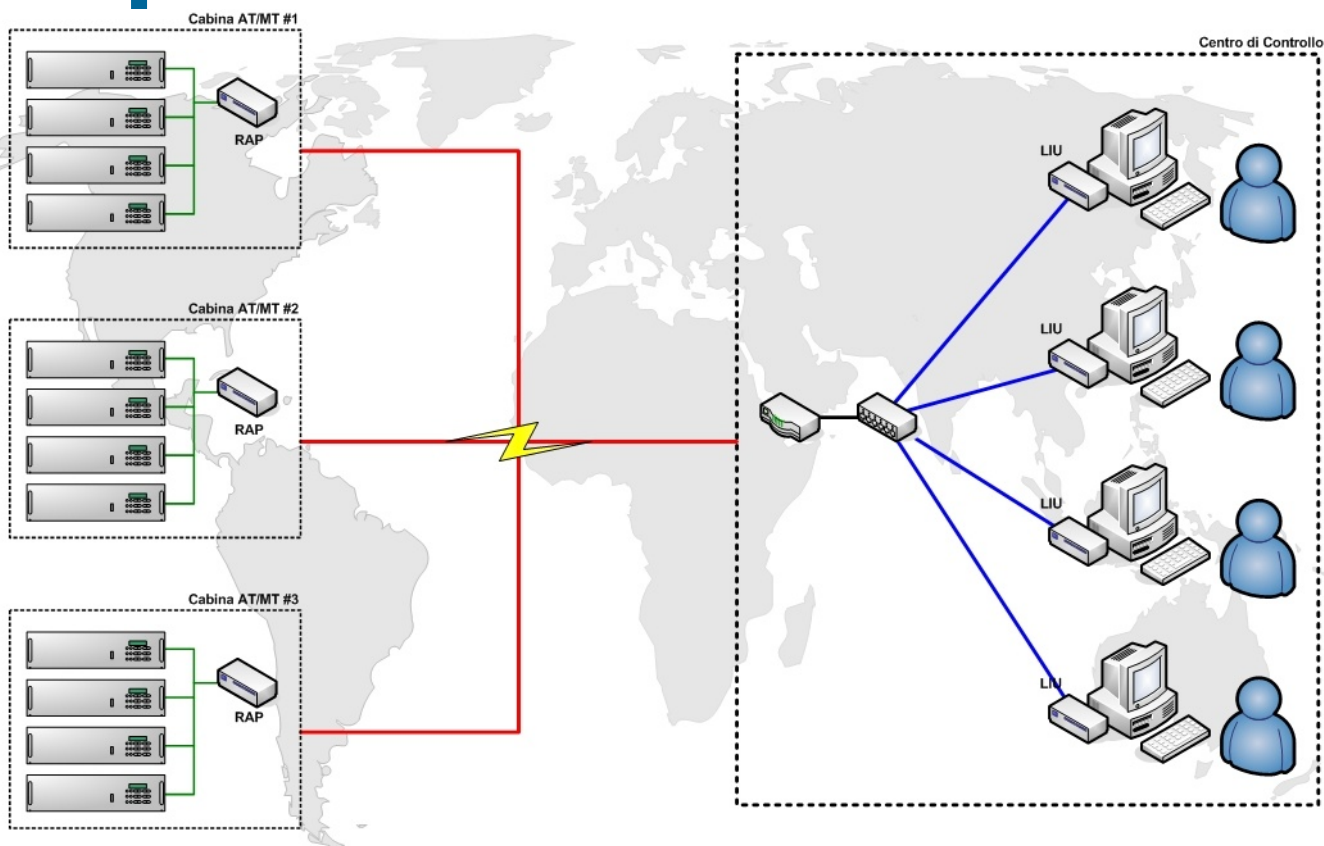 Cabina AT/MT #1
RAP
Cabina AT/MT #2
RAP
Cabina AT/MT #3
RAP
Centro di Controllo
LIU
LIU
LIU
LIU